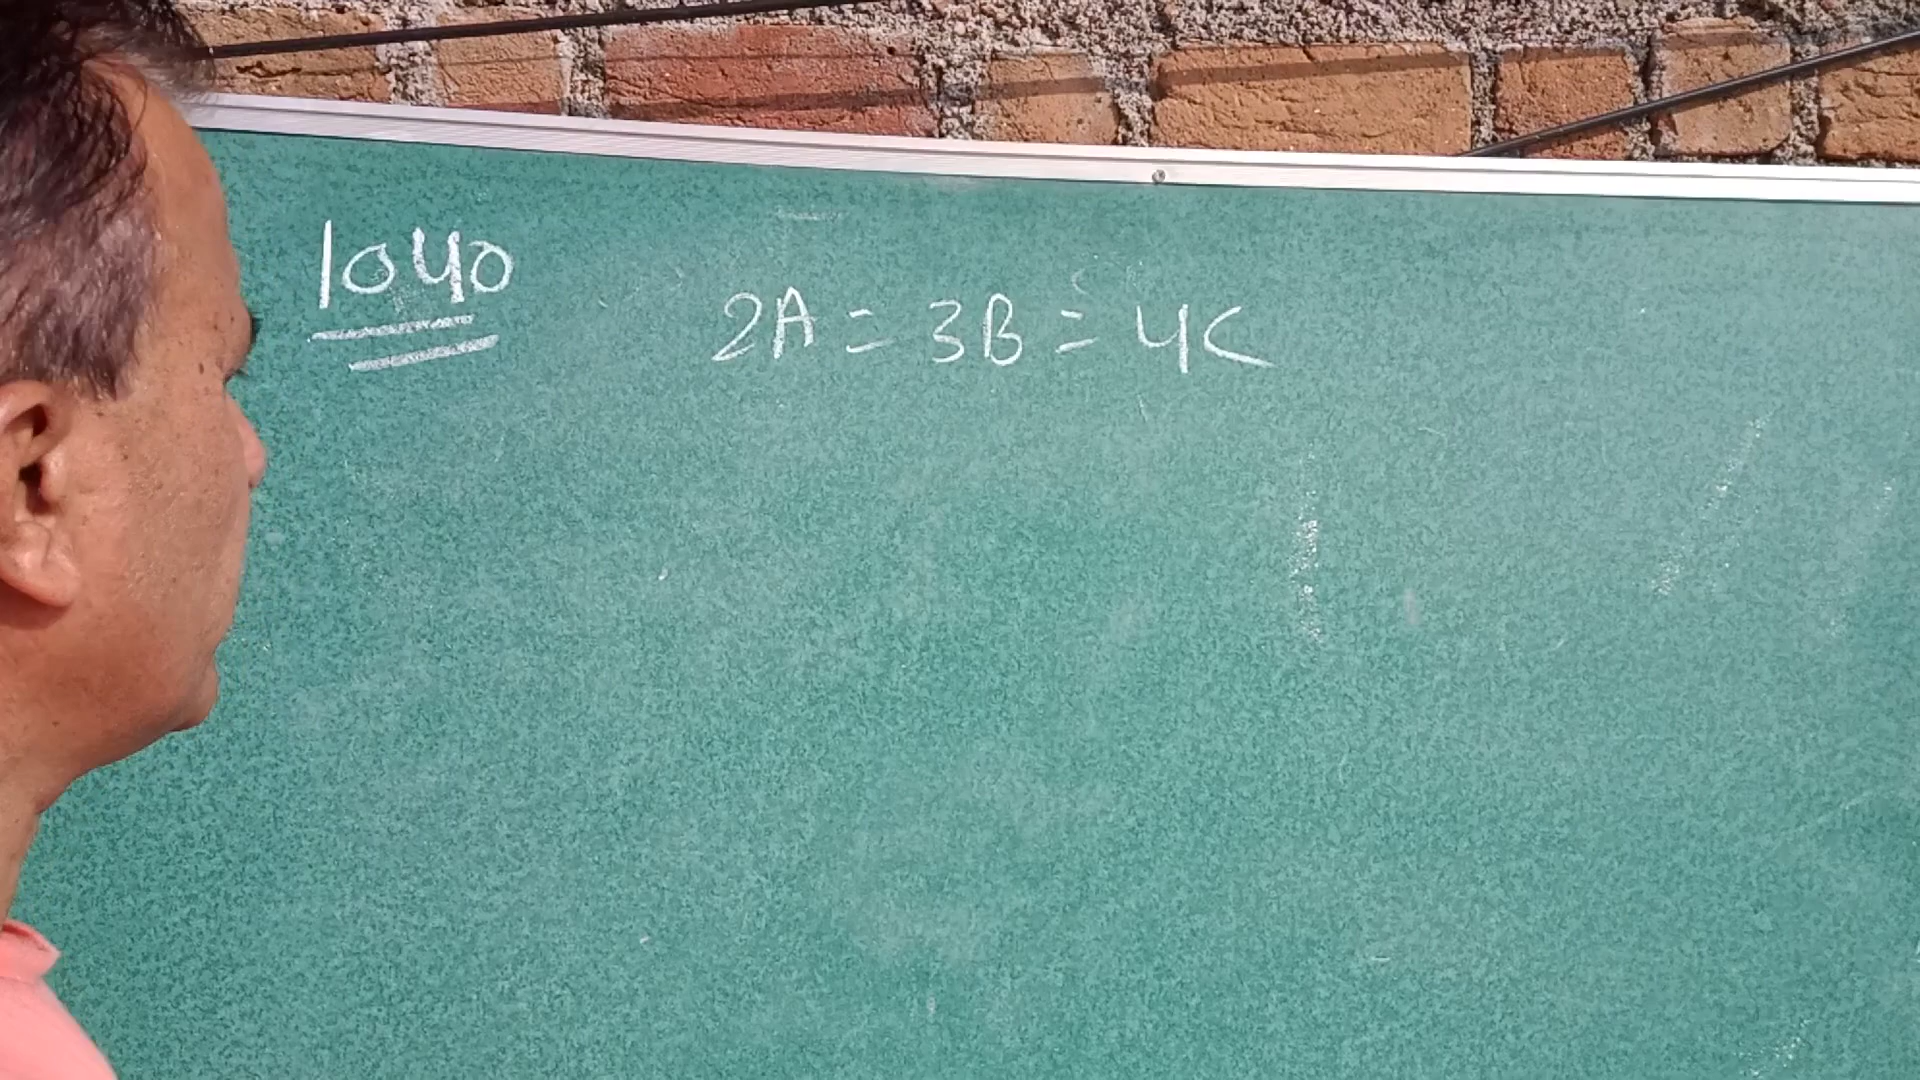 1040
2A = 3B = 4C